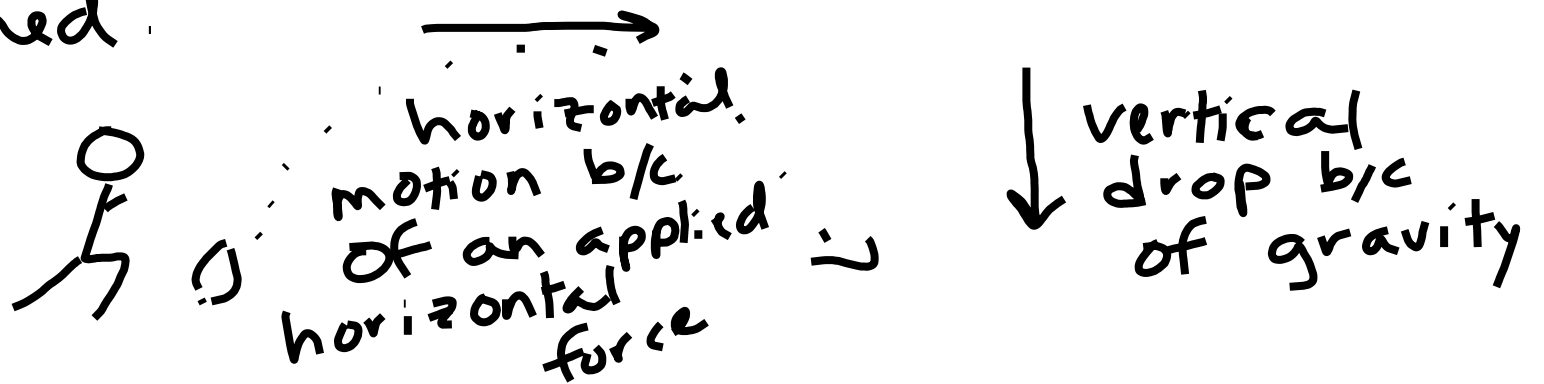 horizontal
motion b/c
of an applied
horizontal
force
vertical
drop b/c
of gravity